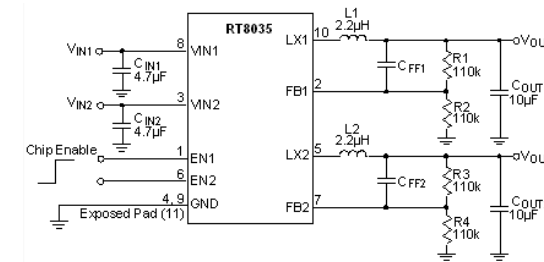 L1
2.2µH
RT8035
VIN1
8
VIN1
LX1
10
VOU
CIN1
4.7µF
CFF1
R1
110k
FB1
2
COUT
10µF
VIN2
3
VIN2
R2
110k
CIN2
4.7µF
L2
2.2µH
Chip Enable
1
EN1
LX2
5
VOU
6
EN2
CFF2
R3
110k
4, 9
GND
FB2
7
COUT
10µF
Exposed Pad (11)
R4
110k